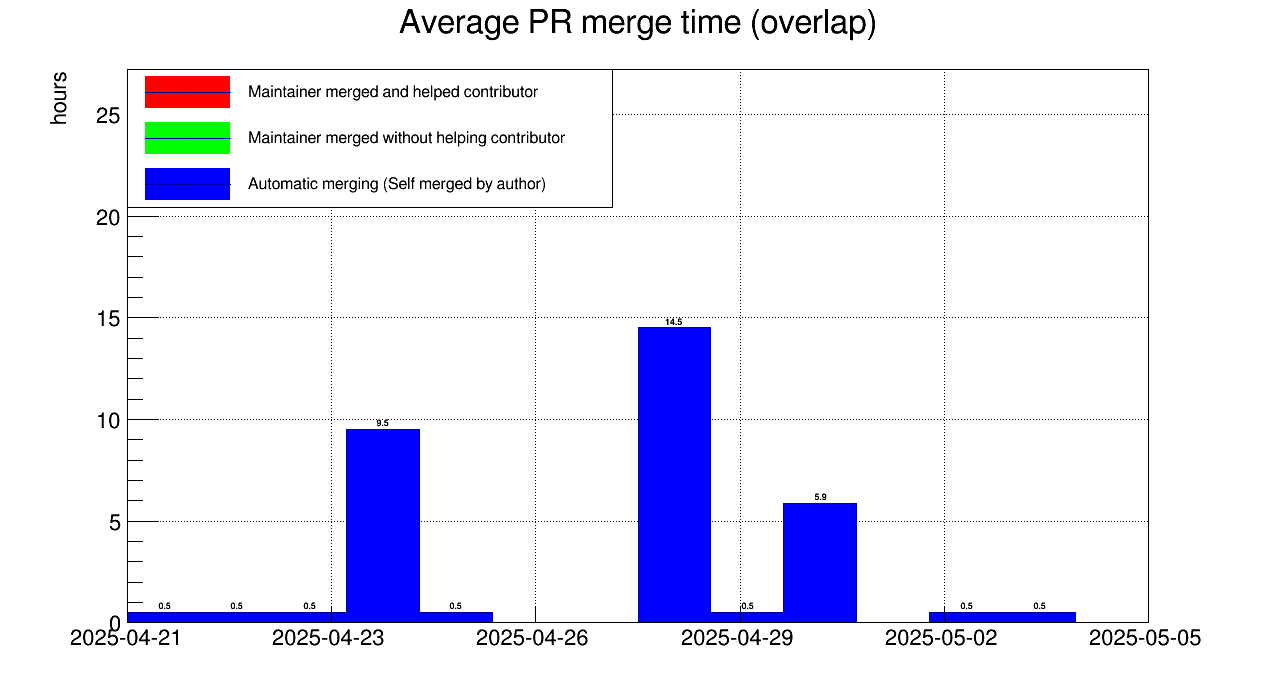 Average PR merge time (overlap)
hours
Maintainer merged and helped contributor
Maintainer merged without helping contributor
Automatic merging (Self merged by author)
25
20
15
10
5
0
14.5
9.5
5.9
0.5 0.5 0.5 0.5 0.5 0.5 0.5
2025-04-21 2025-04-23 2025-04-26 2025-04-29 2025-05-02 2025-05-05